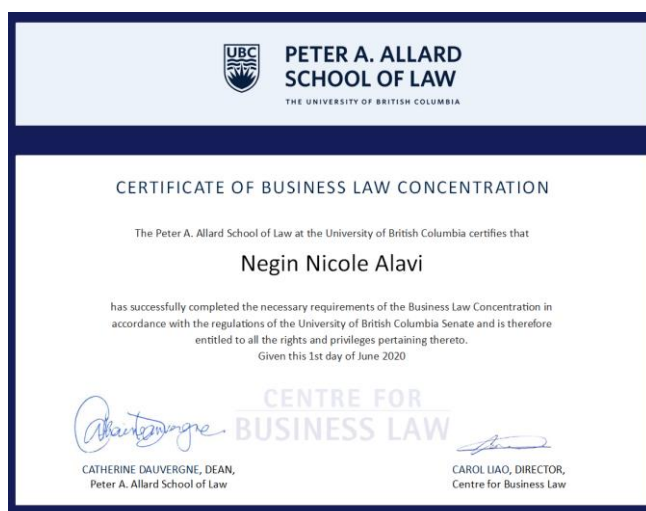 UBC
PETER A. ALLARD
SCHOOL OF LAW
THE UNIVERSITY OF BRITISH COLUMBIA
CERTIFICATE OF BUSINESS LAW CONCENTRATION
The Peter A. Allard School of Law at the University of British Columbia certifies that
Negin Nicole Alavi
has successfully completed the necessary requirements of the Business Law Concentration in
accordance with the regulations of the University of British Columbia Senate and is therefore
entitled to all the rights and privileges pertaining thereto.
Given this 1st day of June 2020
CENTRE FOR
BUSINESS LAW
CATHERINE DAUVERGNE, DEAN,
Peter A. Allard School of Law
CAROL LIAO, DIRECTOR,
Centre for Business Law